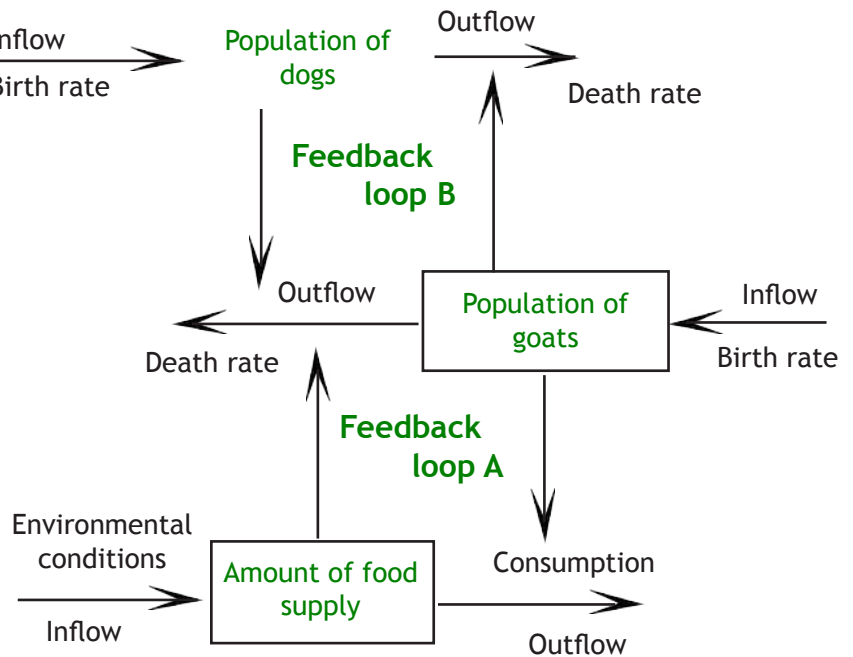 nflow
Birth rate
Population of
dogs
Outflow
Death rate
Feedback
loop B
Outflow
Death rate
Population of
goats
Inflow
Birth rate
Feedback
loop A
Environmental
conditions
Inflow
Amount of food
supply
Consumption
Outflow